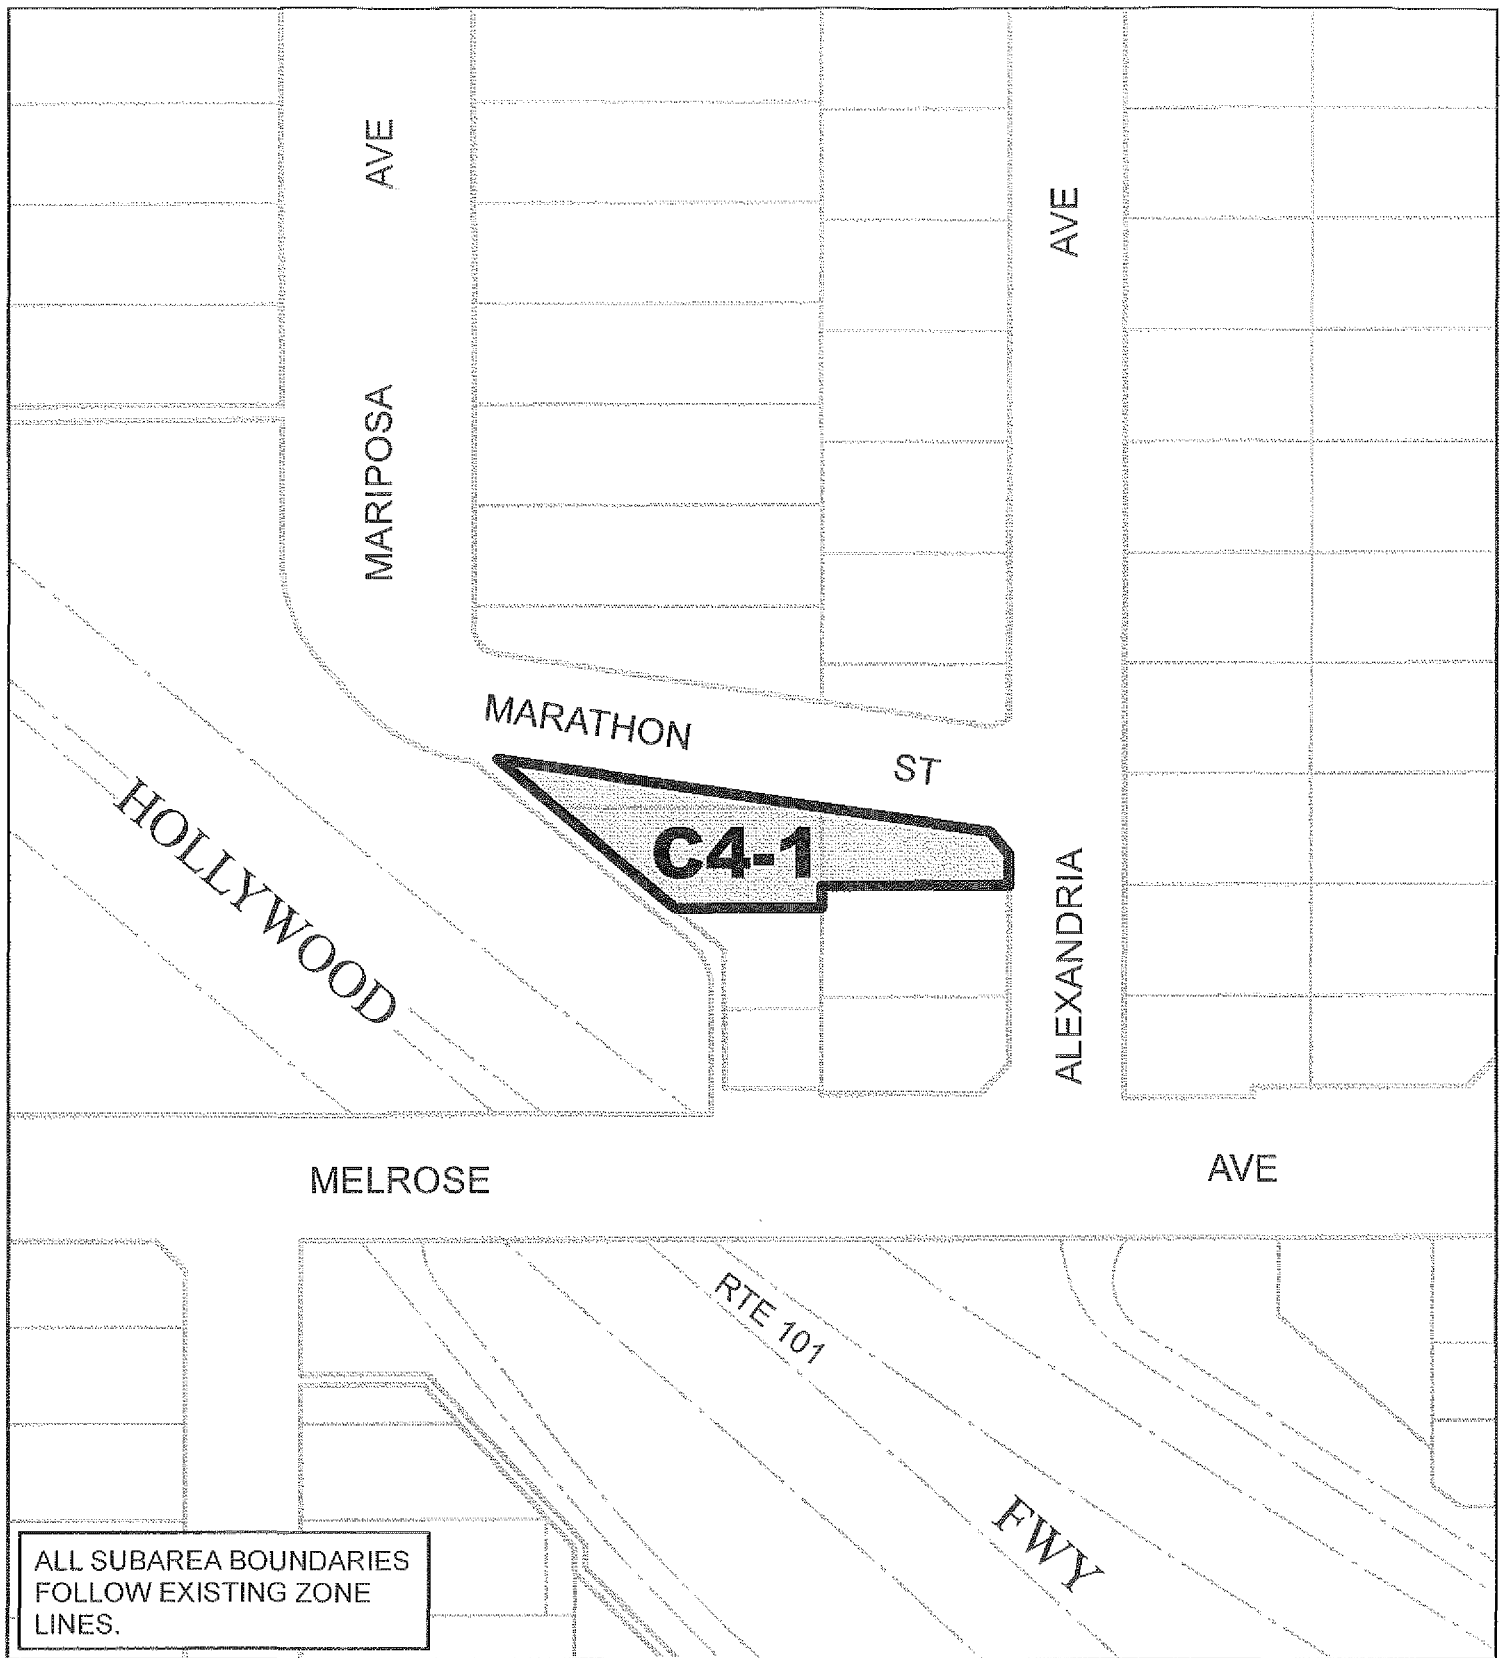 AVE
AVE
MARIPOSA
MARATHON
ST
HOLLYWOOD
C4-1
ALEXANDRIA
MELROSE
AVE
RTE 101
FWY
ALL SUBAREA BOUNDARIES
FOLLOW EXISTING ZONE
LINES.